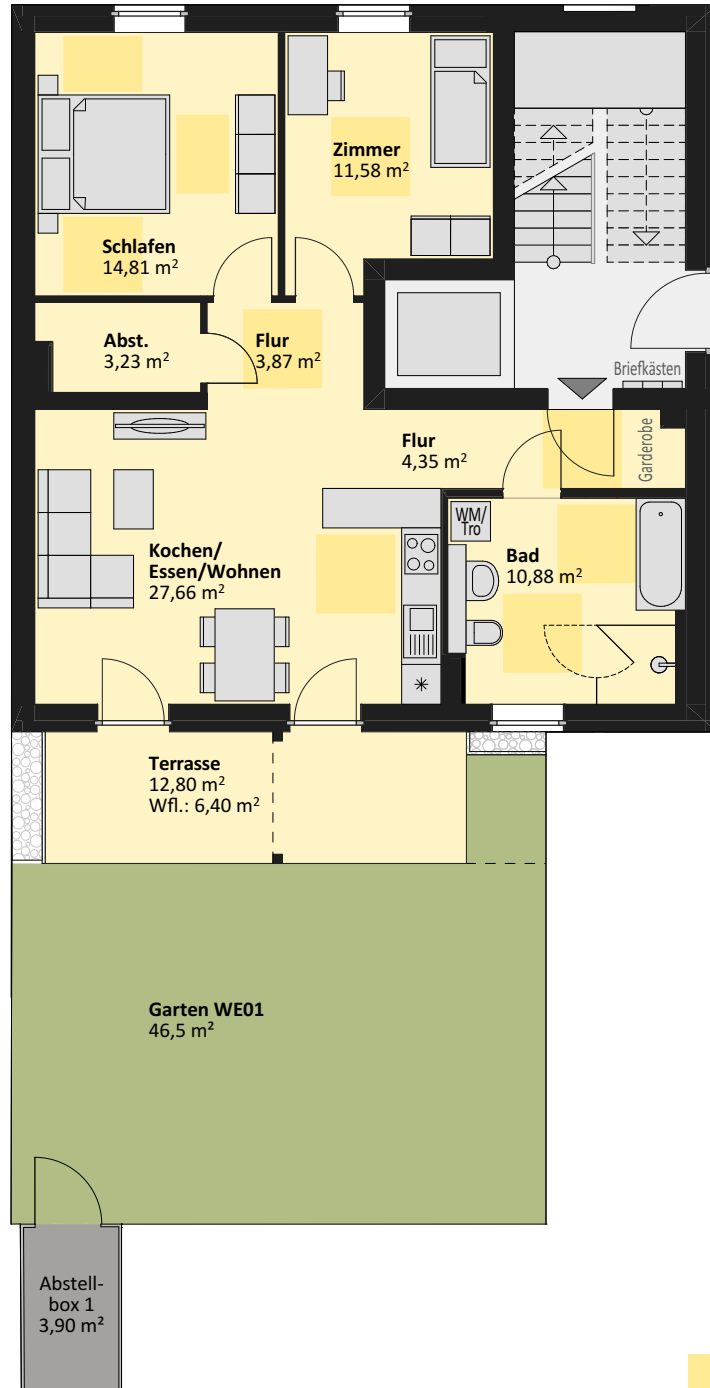 Zimmer
11,58 m²
Schlafen
14,81 m²
Abst.
3,23 m²
Flur
3,87 m²
Briefkästen
Flur
4,35 m²
Garderobe
WM/
Tro
Kochen/
Essen/Wohnen
27,66 m²
Bad
10,88 m²
Terrasse
12,80 m²
Wfl.: 6,40 m²
Garten WE01
46,5 m²
Abstell-
box 1
3,90 m²